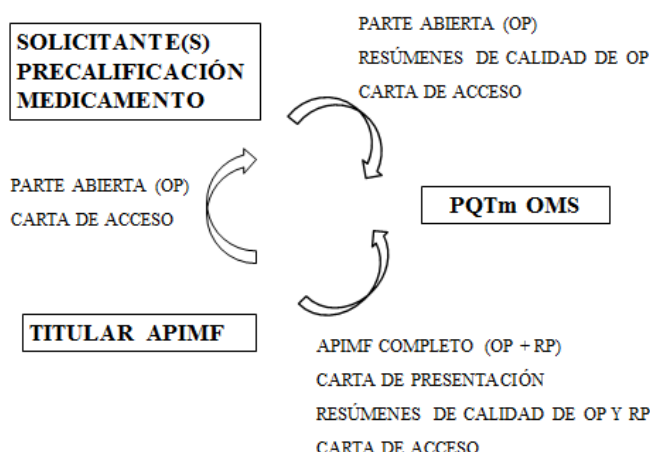 SOLICITANTE(S)
PRECALIFICACIÓN
MEDICAMENTO
PARTE ABIERTA (OP)
RESÚMENES DE CALIDAD DE OP
CARTA DE ACCESO
PARTE ABIERTA (OP)
CARTA DE ACCESO
PQTm OMS
TITULAR APIMF
APIMF COMPLETO (OP + RP)
CARTA DE PRESENTACIÓN
RESÚMENES DE CALIDAD DE OP Y RP
CARTA DE ACCESO